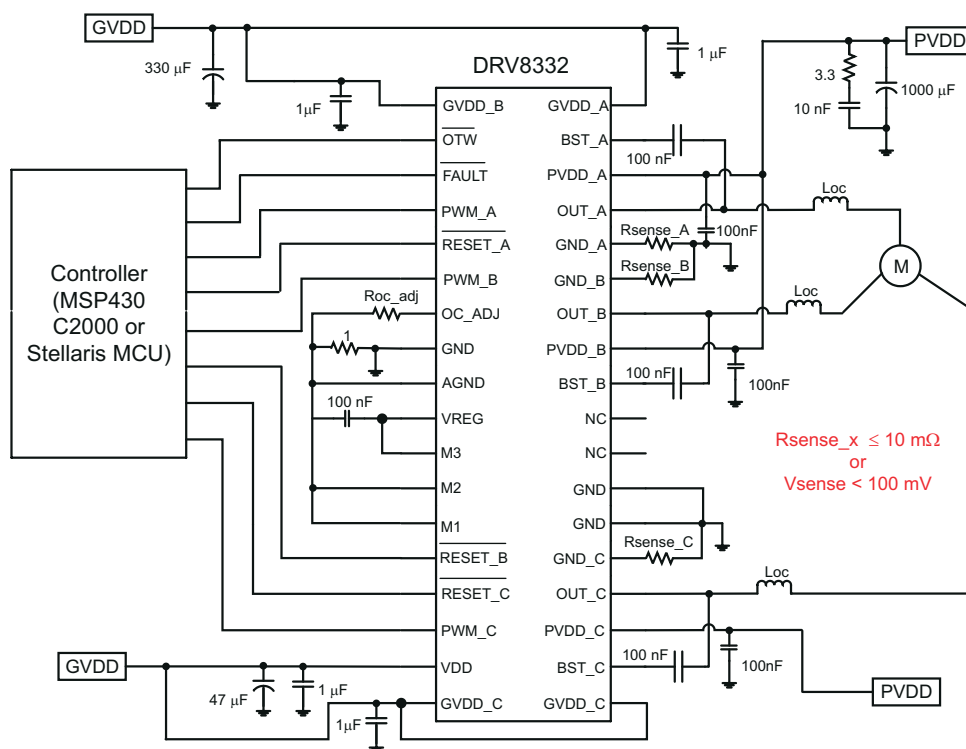 GVDD
PVDD
330 μF
1μF
1 μF
DRV8332
3.3
10 nF
1000 μF
GVDD_B
GVDD_A
OTW
BST_A
100 nF
FAULT
PVDD_A
PWM_A
OUT_A
Loc
100nF
RESET_A
GND_A
Rsense_A
PWM_B
GND_B
Rsense_B
M
Controller
(MSP430
C2000 or
Stellaris MCU)
Roc_adj
OC_ADJ
OUT_B
Loc
1
GND
PVDD_B
100nF
AGND
BST_B
100 nF
100 nF
VREG
NC
M3
NC
Rsense_x ≤ 10 mΩ
or
Vsense < 100 mV
M2
GND
M1
GND
RESET_B
GND_C
Rsense_C
RESET_C
OUT_C
Loc
PWM_C
PVDD_C
100nF
GVDD
VDD
BST_C
100 nF
PVDD
47 μF
1 μF
1μF
GVDD_C
GVDD_C